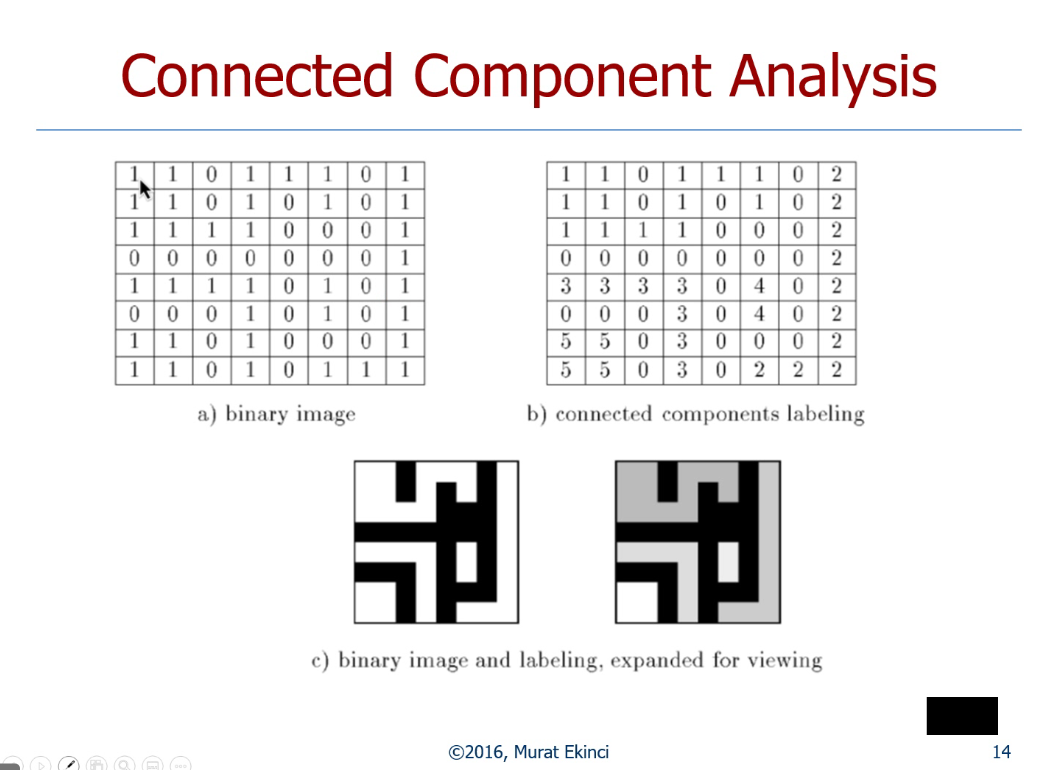 Connected Component Analysis
1 1 0 1 1 1 0 1
1 1 0 1 0 1 0 1
1 1 1 1 0 0 0 1
0 0 0 0 0 0 0 1
1 1 1 1 0 1 0 1
0 0 0 1 0 1 0 1
1 1 0 1 0 0 0 1
1 1 0 1 0 1 1 1
a) binary image
1 1 0 1 1 1 0 2
1 1 0 1 0 1 0 2
1 1 1 1 0 0 0 2
0 0 0 0 0 0 0 2
3 3 3 3 0 4 0 2
0 0 0 3 0 4 0 2
5 5 0 3 0 0 0 2
5 5 0 3 0 2 2 2
b) connected components labeling
c) binary image and labeling, expanded for viewing
©2016, Murat Ekinci
14